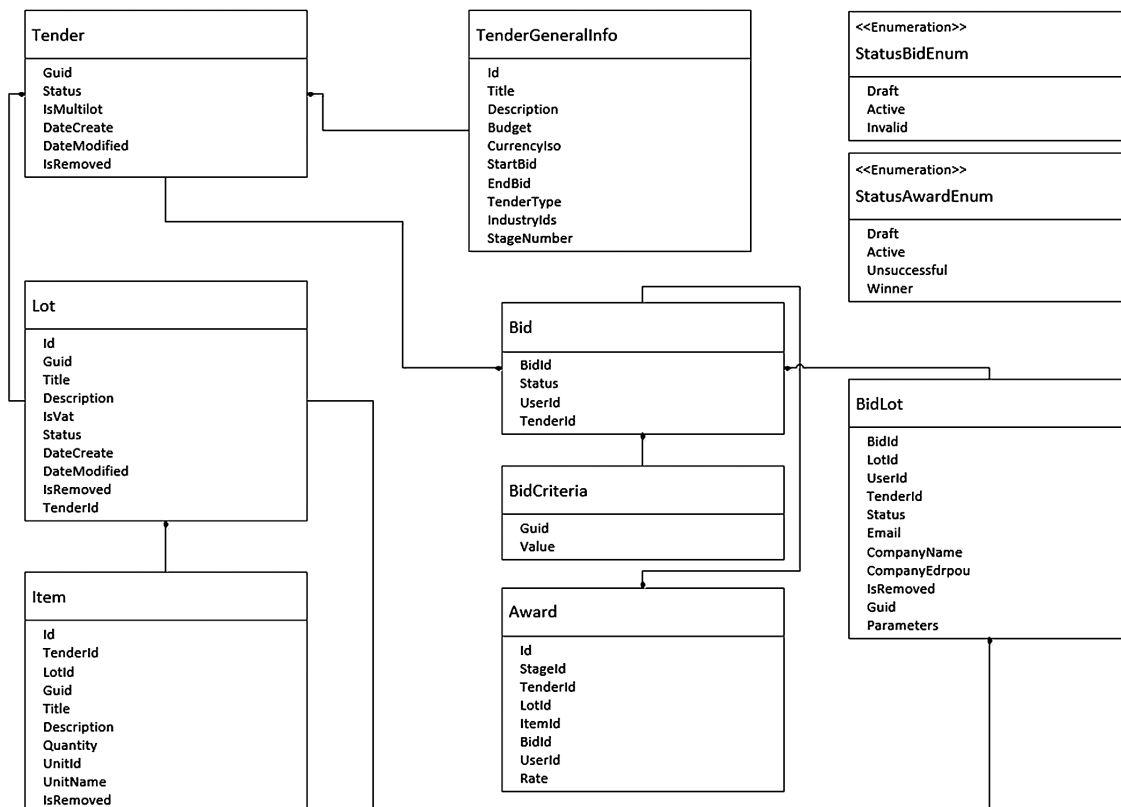 Tender
Guid
Status
IsMultilot
DateCreate
DateModified
IsRemoved
TenderGeneralInfo
Id
Title
Description
Budget
CurrencyIso
StartBid
EndBid
TenderType
IndustryIds
StageNumber
<<Enumeration>>
StatusBidEnum
Draft
Active
Invalid
<<Enumeration>>
StatusAwardEnum
Draft
Active
Unsuccessful
Winner
Lot
Id
Guid
Title
Description
IsVat
Status
DateCreate
DateModified
IsRemoved
TenderId
Bid
BidId
Status
UserId
TenderId
BidLot
BidId
LotId
UserId
TenderId
Status
Email
CompanyName
CompanyEdrpou
IsRemoved
Guid
Parameters
BidCriteria
Guid
Value
Item
Id
TenderId
LotId
Guid
Title
Description
Quantity
UnitId
UnitName
IsRemoved
Award
Id
StageId
TenderId
LotId
ItemId
BidId
UserId
Rate